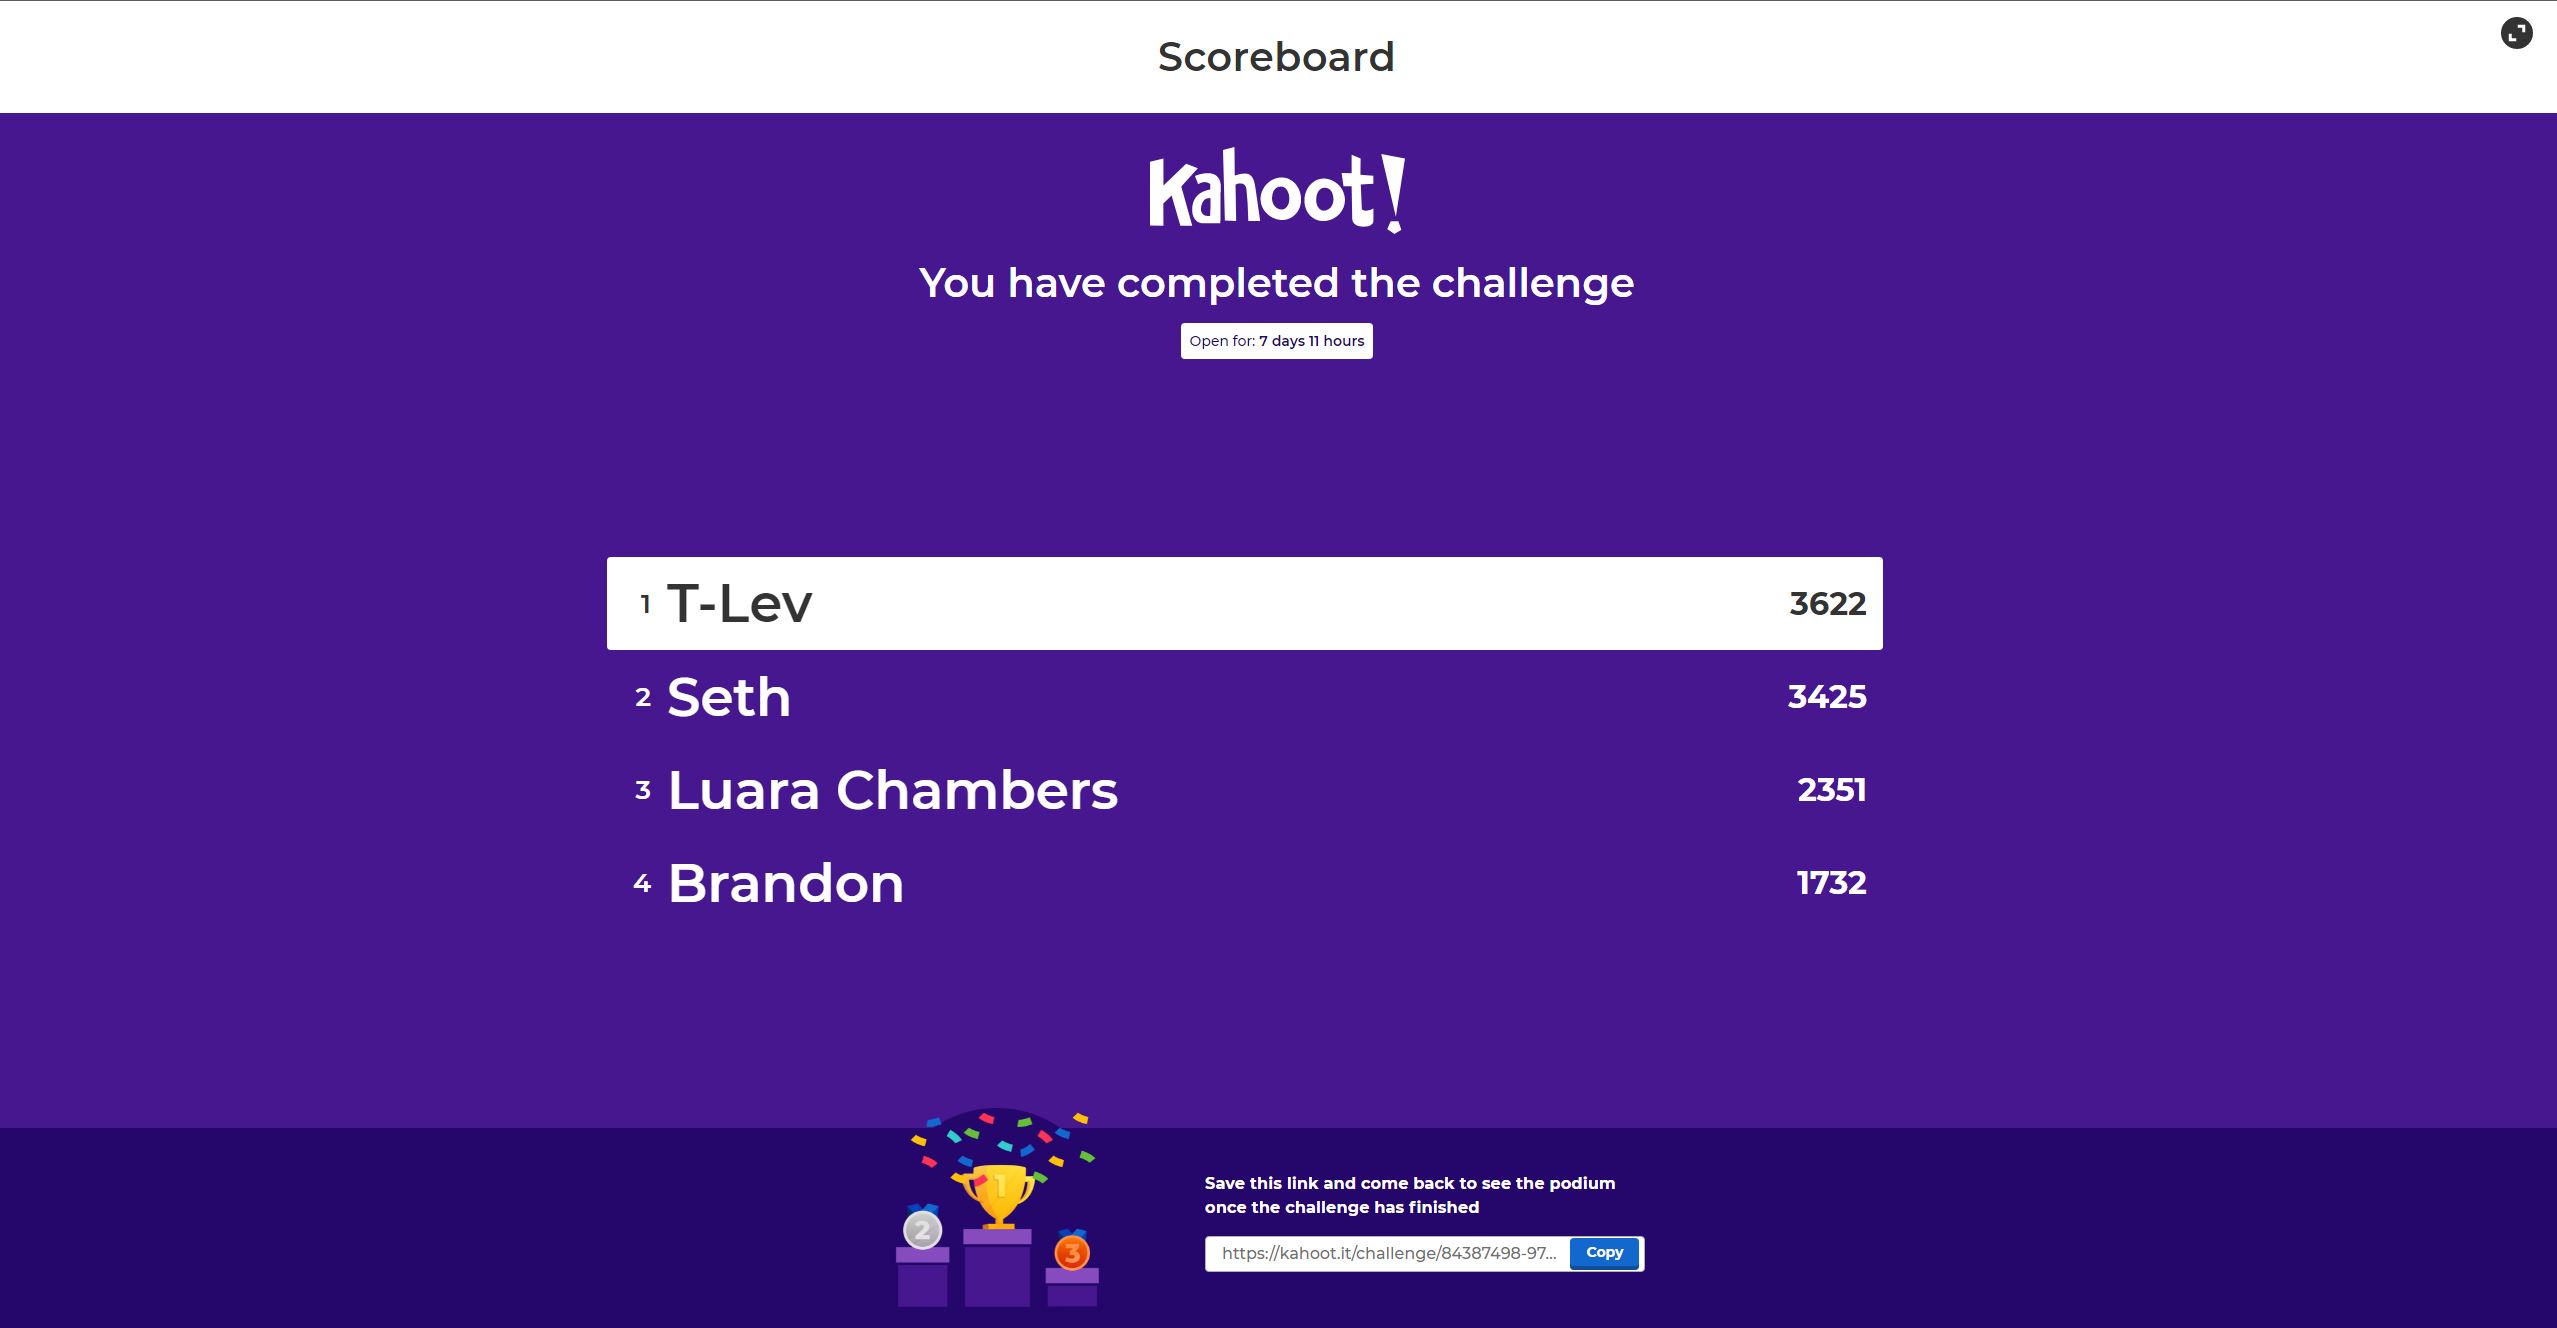 Scoreboard
Kahoot!
You have completed the challenge
Open for: 7 days 11 hours
1 T-Lev 3622
2 Seth 3425
3 Luara Chambers 2351
4 Brandon 1732
1
2
3
Save this link and come back to see the podium
once the challenge has finished
https://kahoot.it/challenge/84387498-97... Copy